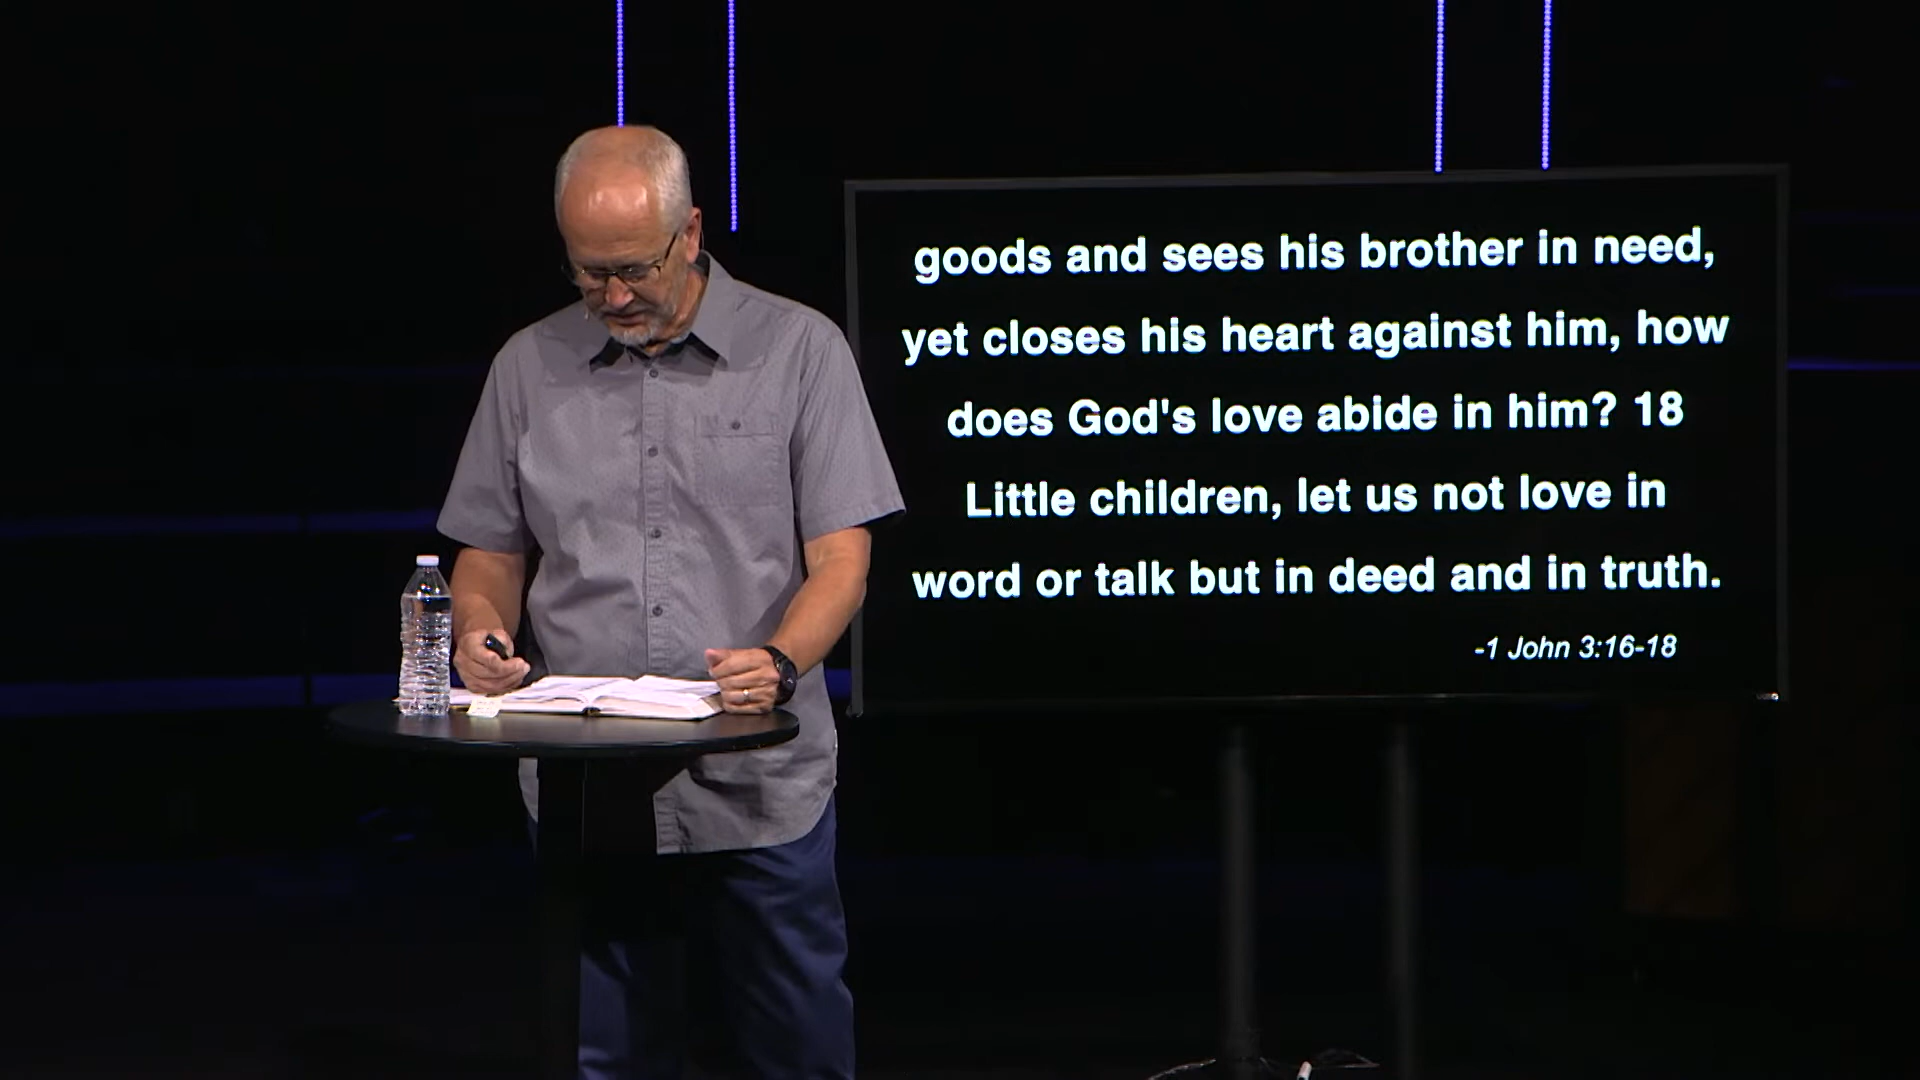 goods and sees his brother in need,
yet closes his heart against him, how
does God's love abide in him? 18
Little children, let us not love in
word or talk but in deed and in truth.
-1 John 3:16-18